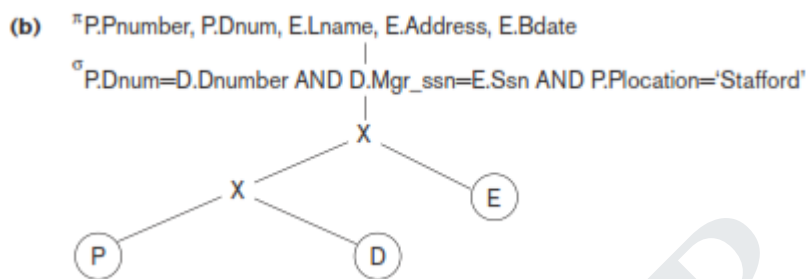 (b) πP.Pnumber, P.Dnum, E.Lname, E.Address, E.Bdate
σP.Dnum=D.Dnumber AND D.Mgr_ssn=E.Ssn AND P.Plocation=‘Stafford’
X
X
E
P
D